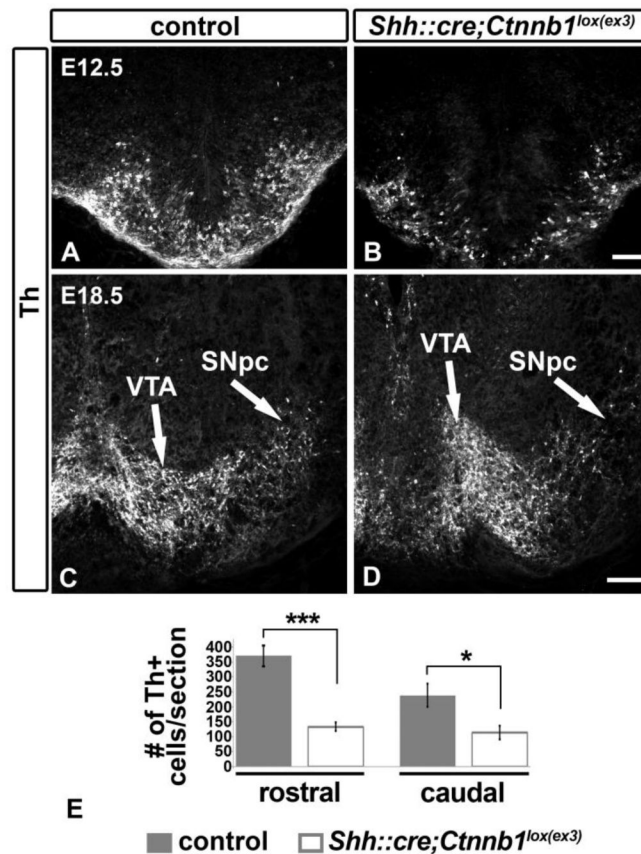 control
Shh::cre;Ctnnb1lox(ex3)
Th
E12.5
A
B
E18.5
VTA
SNpc
C
VTA
SNpc
D
# of Th+
cells/section
400
350
300
250
200
150
100
50
0
***
*
rostral
caudal
E
control
Shh::cre;Ctnnb1lox(ex3)